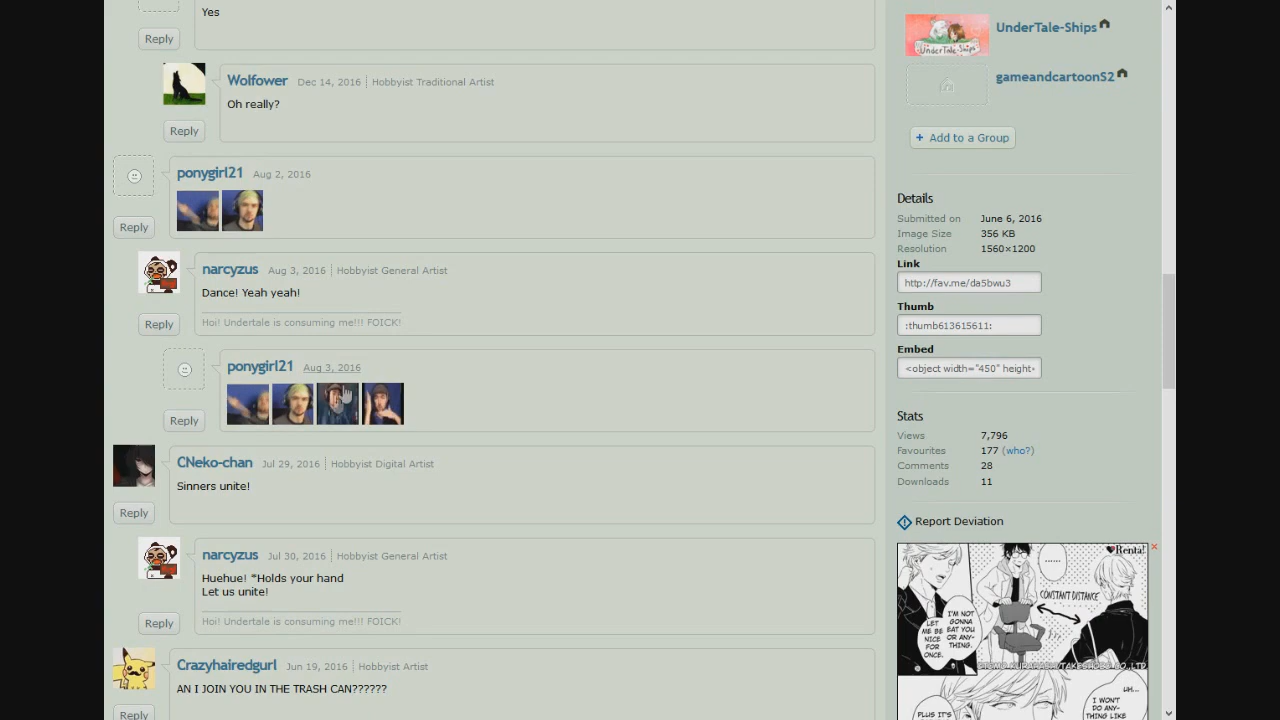 Yes
Reply
Wolfower Dec 14, 2016 Hobbyist Traditional Artist
Oh really?
Reply
ponygirl21 Aug 2, 2016
Reply
narcyzus Aug 3, 2016 Hobbyist General Artist
Dance! Yeah yeah!
Hoi! Undertale is consuming me!!! FOICK!
Reply
ponygirl21 Aug 3, 2016
Reply
CNeko-chan Jul 29, 2016 Hobbyist Digital Artist
Sinners unite!
Reply
narcyzus Jul 30, 2016 Hobbyist General Artist
Huehue! *Holds your hand
Let us unite!
Hoi! Undertale is consuming me!!! FOICK!
Reply
Crazyhairedgurl Jun 19, 2016 Hobbyist Artist
AN I JOIN YOU IN THE TRASH CAN??????
Reply
UnderTale-Ships
UnderTale-Ships
gameandcartoonS2
+ Add to a Group
Details
Submitted on June 6, 2016
Image Size 356 KB
Resolution 1560×1200
Link
http://fav.me/da5bwu3
Thumb
:thumb613615611:
Embed
<object width="450" height>
Stats
Views 7,796
Favourites 177 (who?)
Comments 28
Downloads 11
Report Deviation
Renta!
......
CONSTANT DISTANCE
I'M NOT
GONNA
EAT YOU
OR ANY-
THING.
LET
ME BE
NICE
FOR
ONCE.
UH...
I WON'T
DO ANY-
THING LIKE
PLUS IT'S